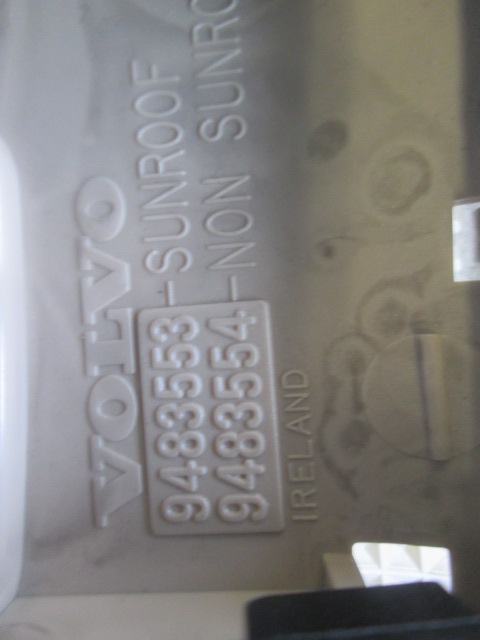 VOLVO
9483553 -SUNROOF
9483554 -NON SUNRO
IRELAND